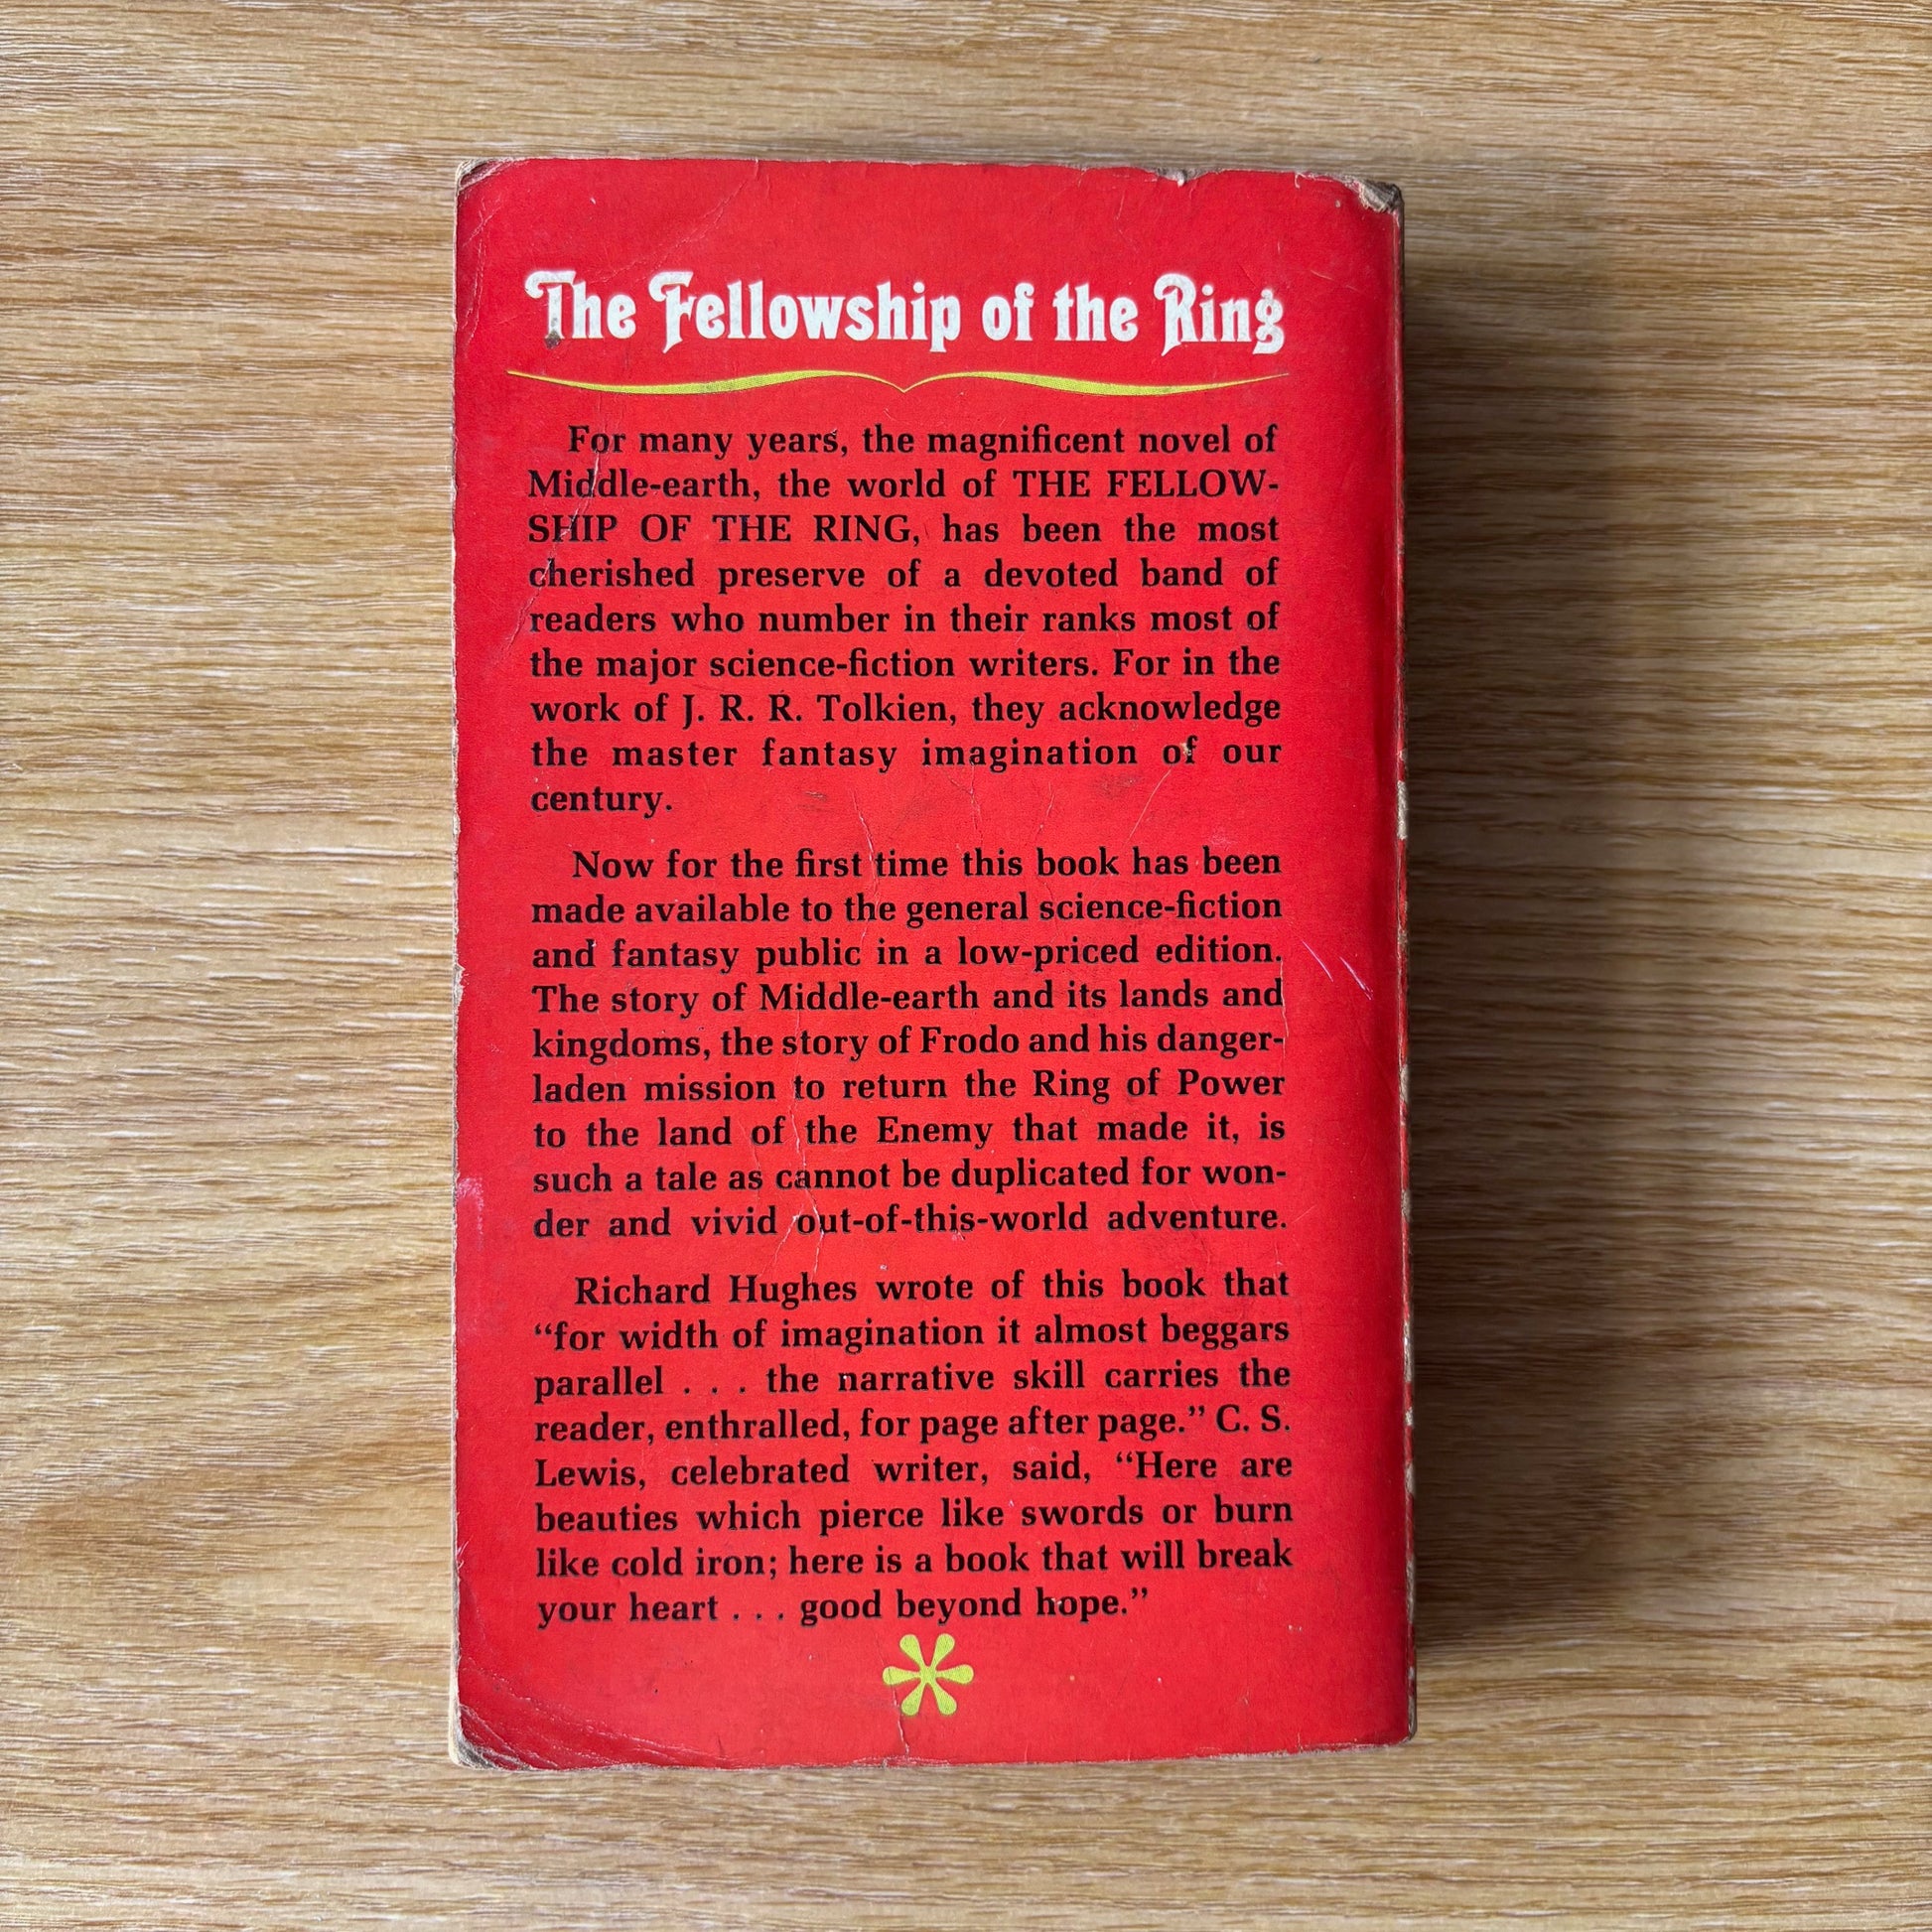 The Fellowship of the Ring
For many years, the magnificent novel of
Middle-earth, the world of THE FELLOW-
SHIP OF THE RING, has been the most
cherished preserve of a devoted band of
readers who number in their ranks most of
the major science-fiction writers. For in the
work of J. R. R. Tolkien, they acknowledge
the master fantasy imagination of our
century.
Now for the first time this book has been
made available to the general science-fiction
and fantasy public in a low-priced edition.
The story of Middle-earth and its lands and
kingdoms, the story of Frodo and his danger-
laden mission to return the Ring of Power
to the land of the Enemy that made it, is
such a tale as cannot be duplicated for won-
der and vivid out-of-this-world adventure.
Richard Hughes wrote of this book that
“for width of imagination it almost beggars
parallel . . . the narrative skill carries the
reader, enthralled, for page after page.” C. S.
Lewis, celebrated writer, said, “Here are
beauties which pierce like swords or burn
like cold iron; here is a book that will break
your heart . . . good beyond hope.”